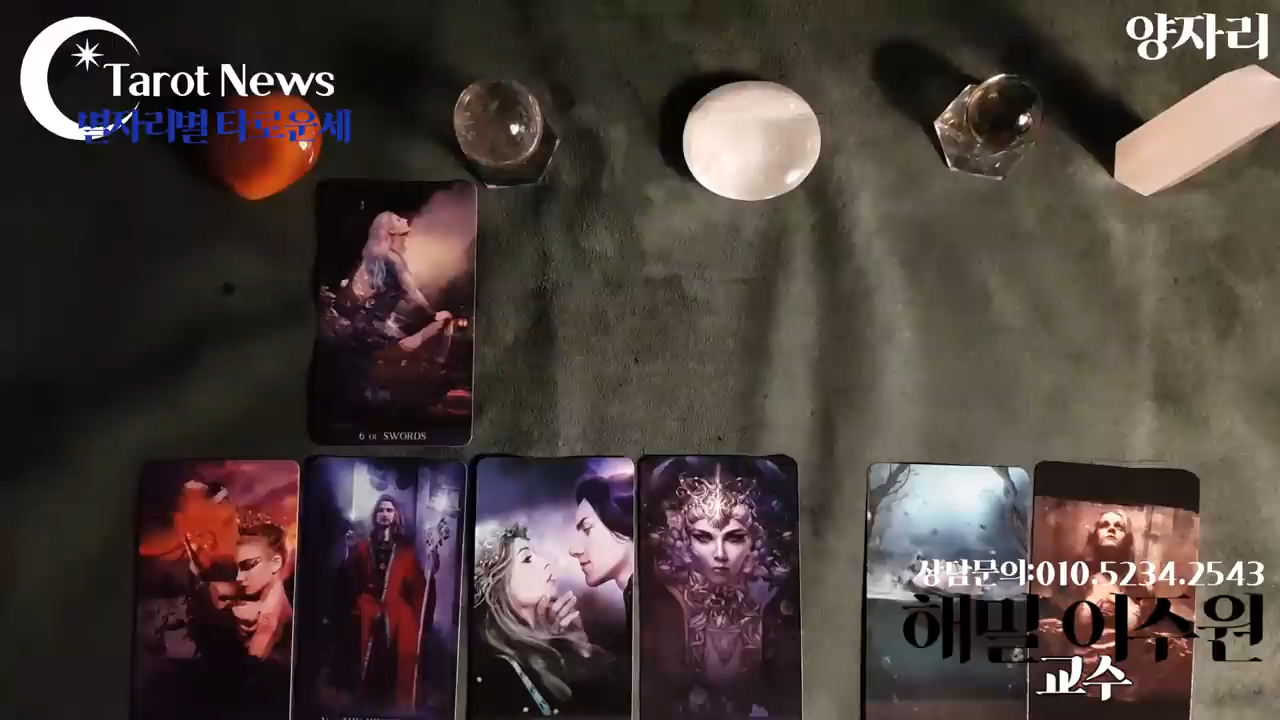 양자리
Tarot News
별자리별 타로운세
6 OF SWORDS
상담문의:010.5234.2543
해밀 이주원
교수